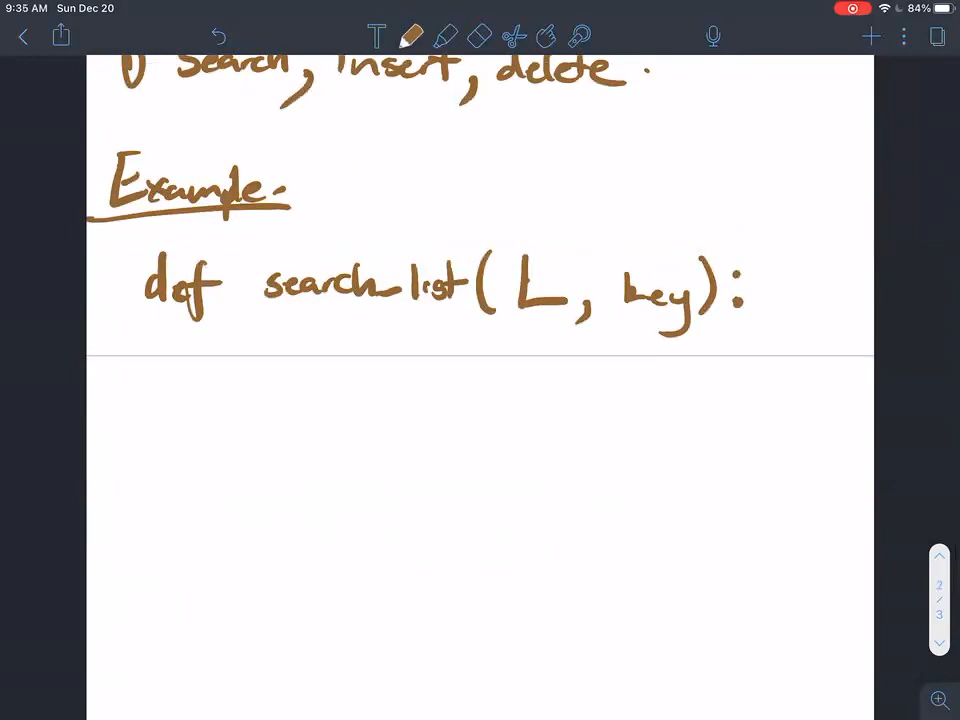 9:35 AM Sun Dec 20
84%
Search, insert, delete.
Example.
def search_list(L, key):
2
/
3